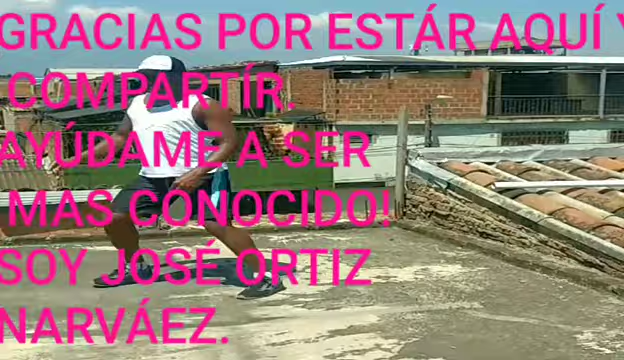 GRACIAS POR ESTÁR AQUÍ Y
COMPARTÍR.
AYÚDAME A SER
MAS CONOCIDO!
SOY JOSÉ ORTIZ
NARVÁEZ.